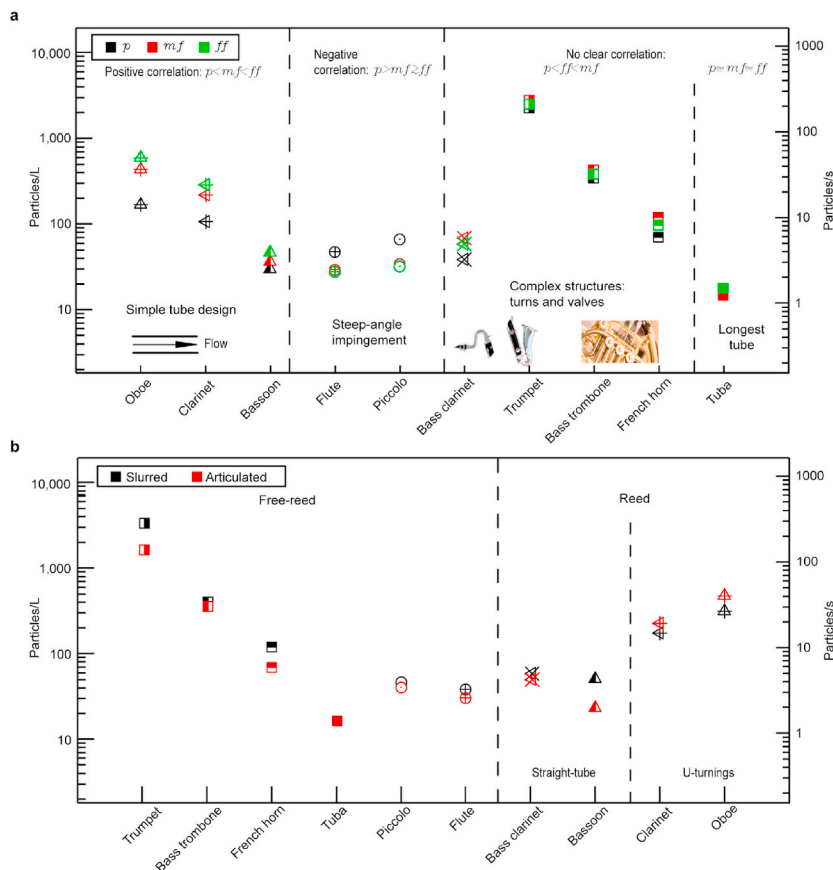 a
p mf ff
Positive correlation: p<mf<ff
Negative
correlation: p>mf≳ff
No clear correlation:
p<ff<mf
p≃mf≃ff
10,000
1,000
100
10
Particles/L
1000
100
10
1
Particles/s
Simple tube design
Flow
Steep-angle
impingement
Complex structures:
turns and valves
Longest
tube
Oboe
Clarinet
Bassoon
Flute
Piccolo
Bass clarinet
Trumpet
Bass trombone
French horn
Tuba
b
Slurred Articulated
Free-reed
Reed
10,000
1,000
100
10
Particles/L
1000
100
10
1
Particles/s
Straight-tube
U-turnings
Trumpet
Bass trombone
French horn
Tuba
Piccolo
Flute
Bass clarinet
Bassoon
Clarinet
Oboe